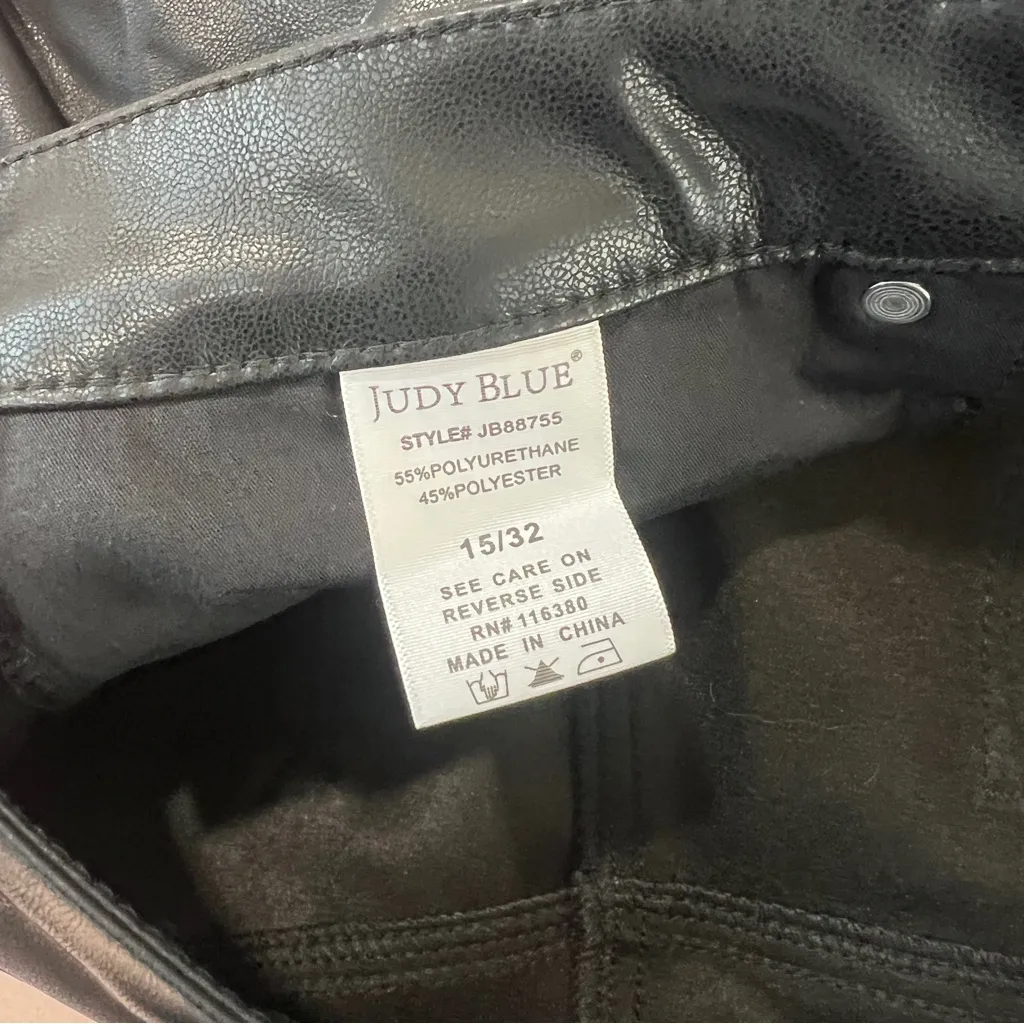 JUDY BLUE®
STYLE# JB88755
55%POLYURETHANE
45%POLYESTER
15/32
SEE CARE ON
REVERSE SIDE
RN# 116380
MADE IN CHINA